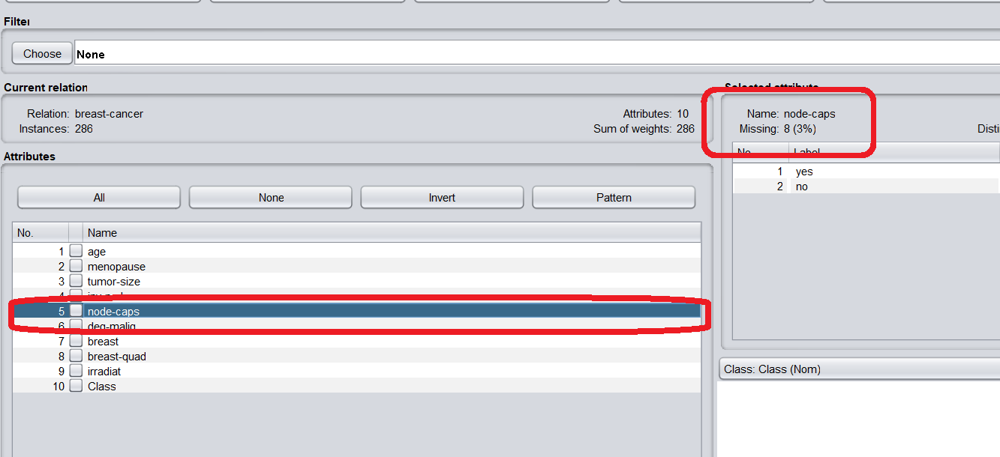 Filter
Choose None
Current relation
Relation: breast-cancer
Instances: 286
Attributes: 10
Sum of weights: 286
Selected attribute
Name: node-caps
Missing: 8 (3%)
No. Label
1 yes
2 no
Attributes
All None Invert Pattern
No. Name
1 age
2 menopause
3 tumor-size
4
5 node-caps
6 deg-malig
7 breast
8 breast-quad
9 irradiat
10 Class
Class: Class (Nom)